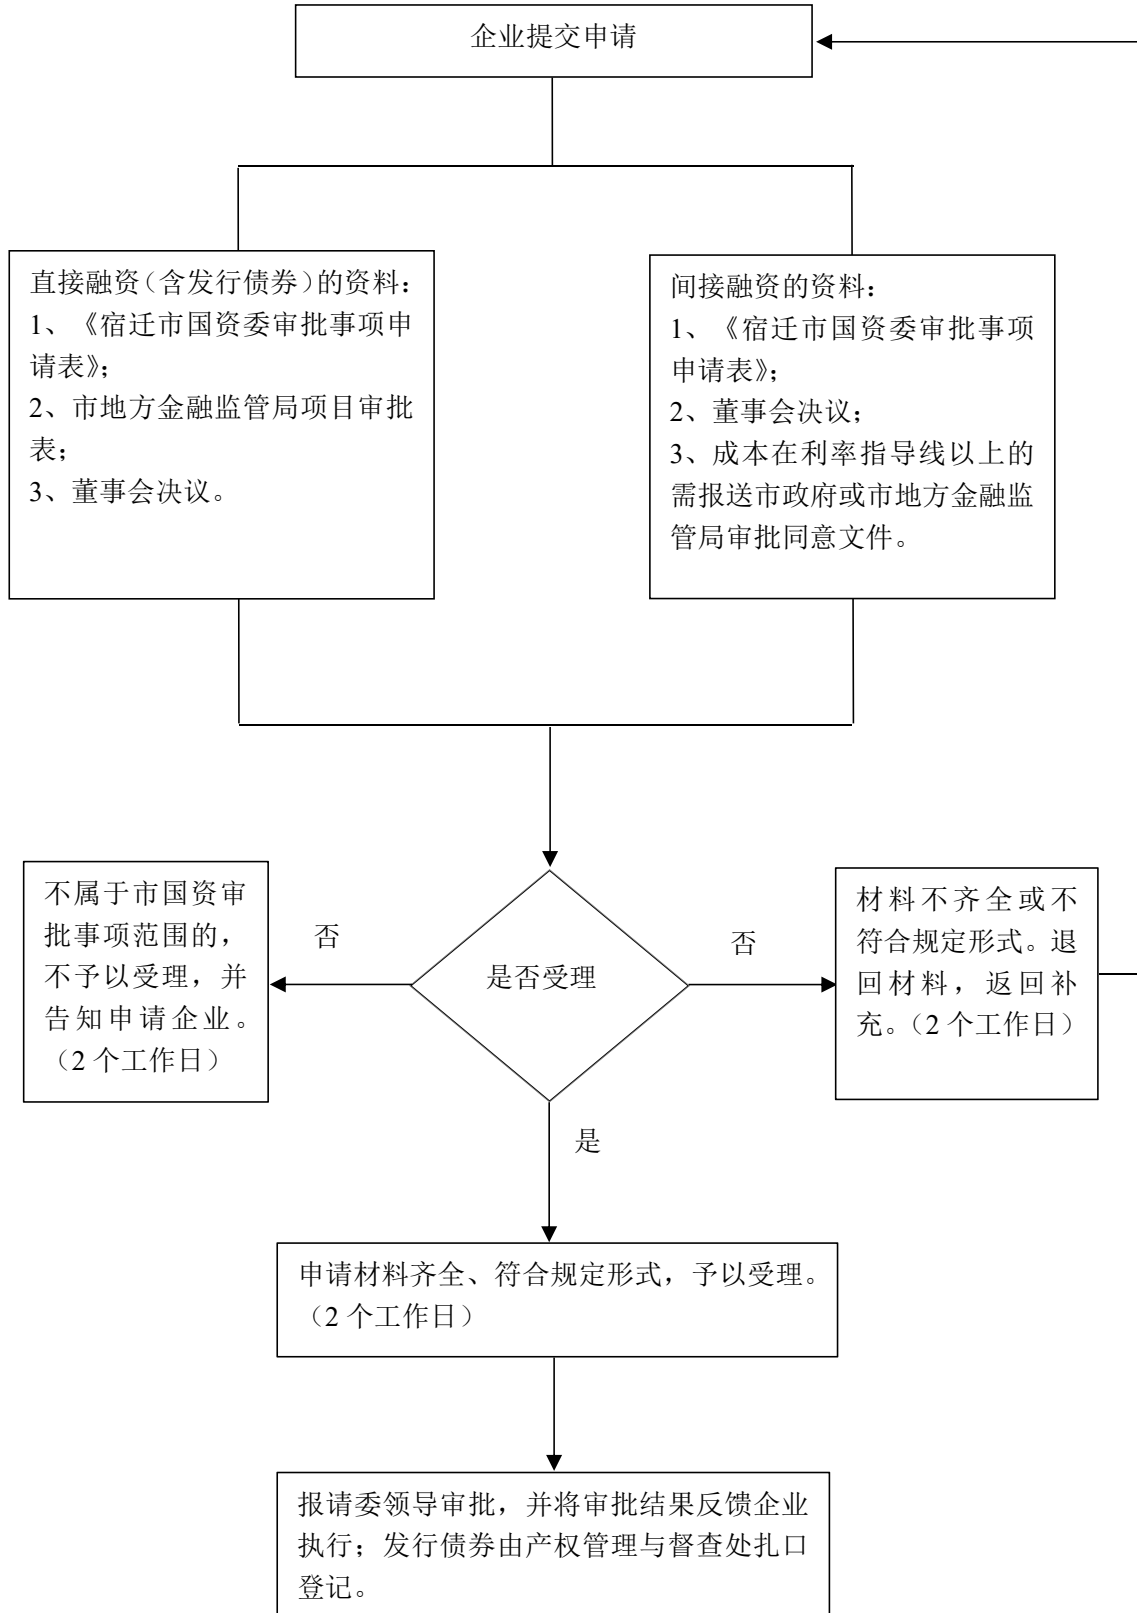 企业提交申请
直接融资（含发行债券）的资料：
1、《宿迁市国资委审批事项申
请表》；
2、市地方金融监管局项目审批
表；
3、董事会决议。
间接融资的资料：
1、《宿迁市国资委审批事项
申请表》；
2、董事会决议；
3、成本在利率指导线以上的
需报送市政府或市地方金融监
管局审批同意文件。
不属于市国资审
批事项范围的，
不予以受理，并
告知申请企业。
（2 个工作日）
否
是否受理
否
材料不齐全或不
符合规定形式。退
回材料，返回补
充。（2 个工作日）
是
申请材料齐全、符合规定形式，予以受理。
（2 个工作日）
报请委领导审批，并将审批结果反馈企业
执行；发行债券由产权管理与督查处扎口
登记。